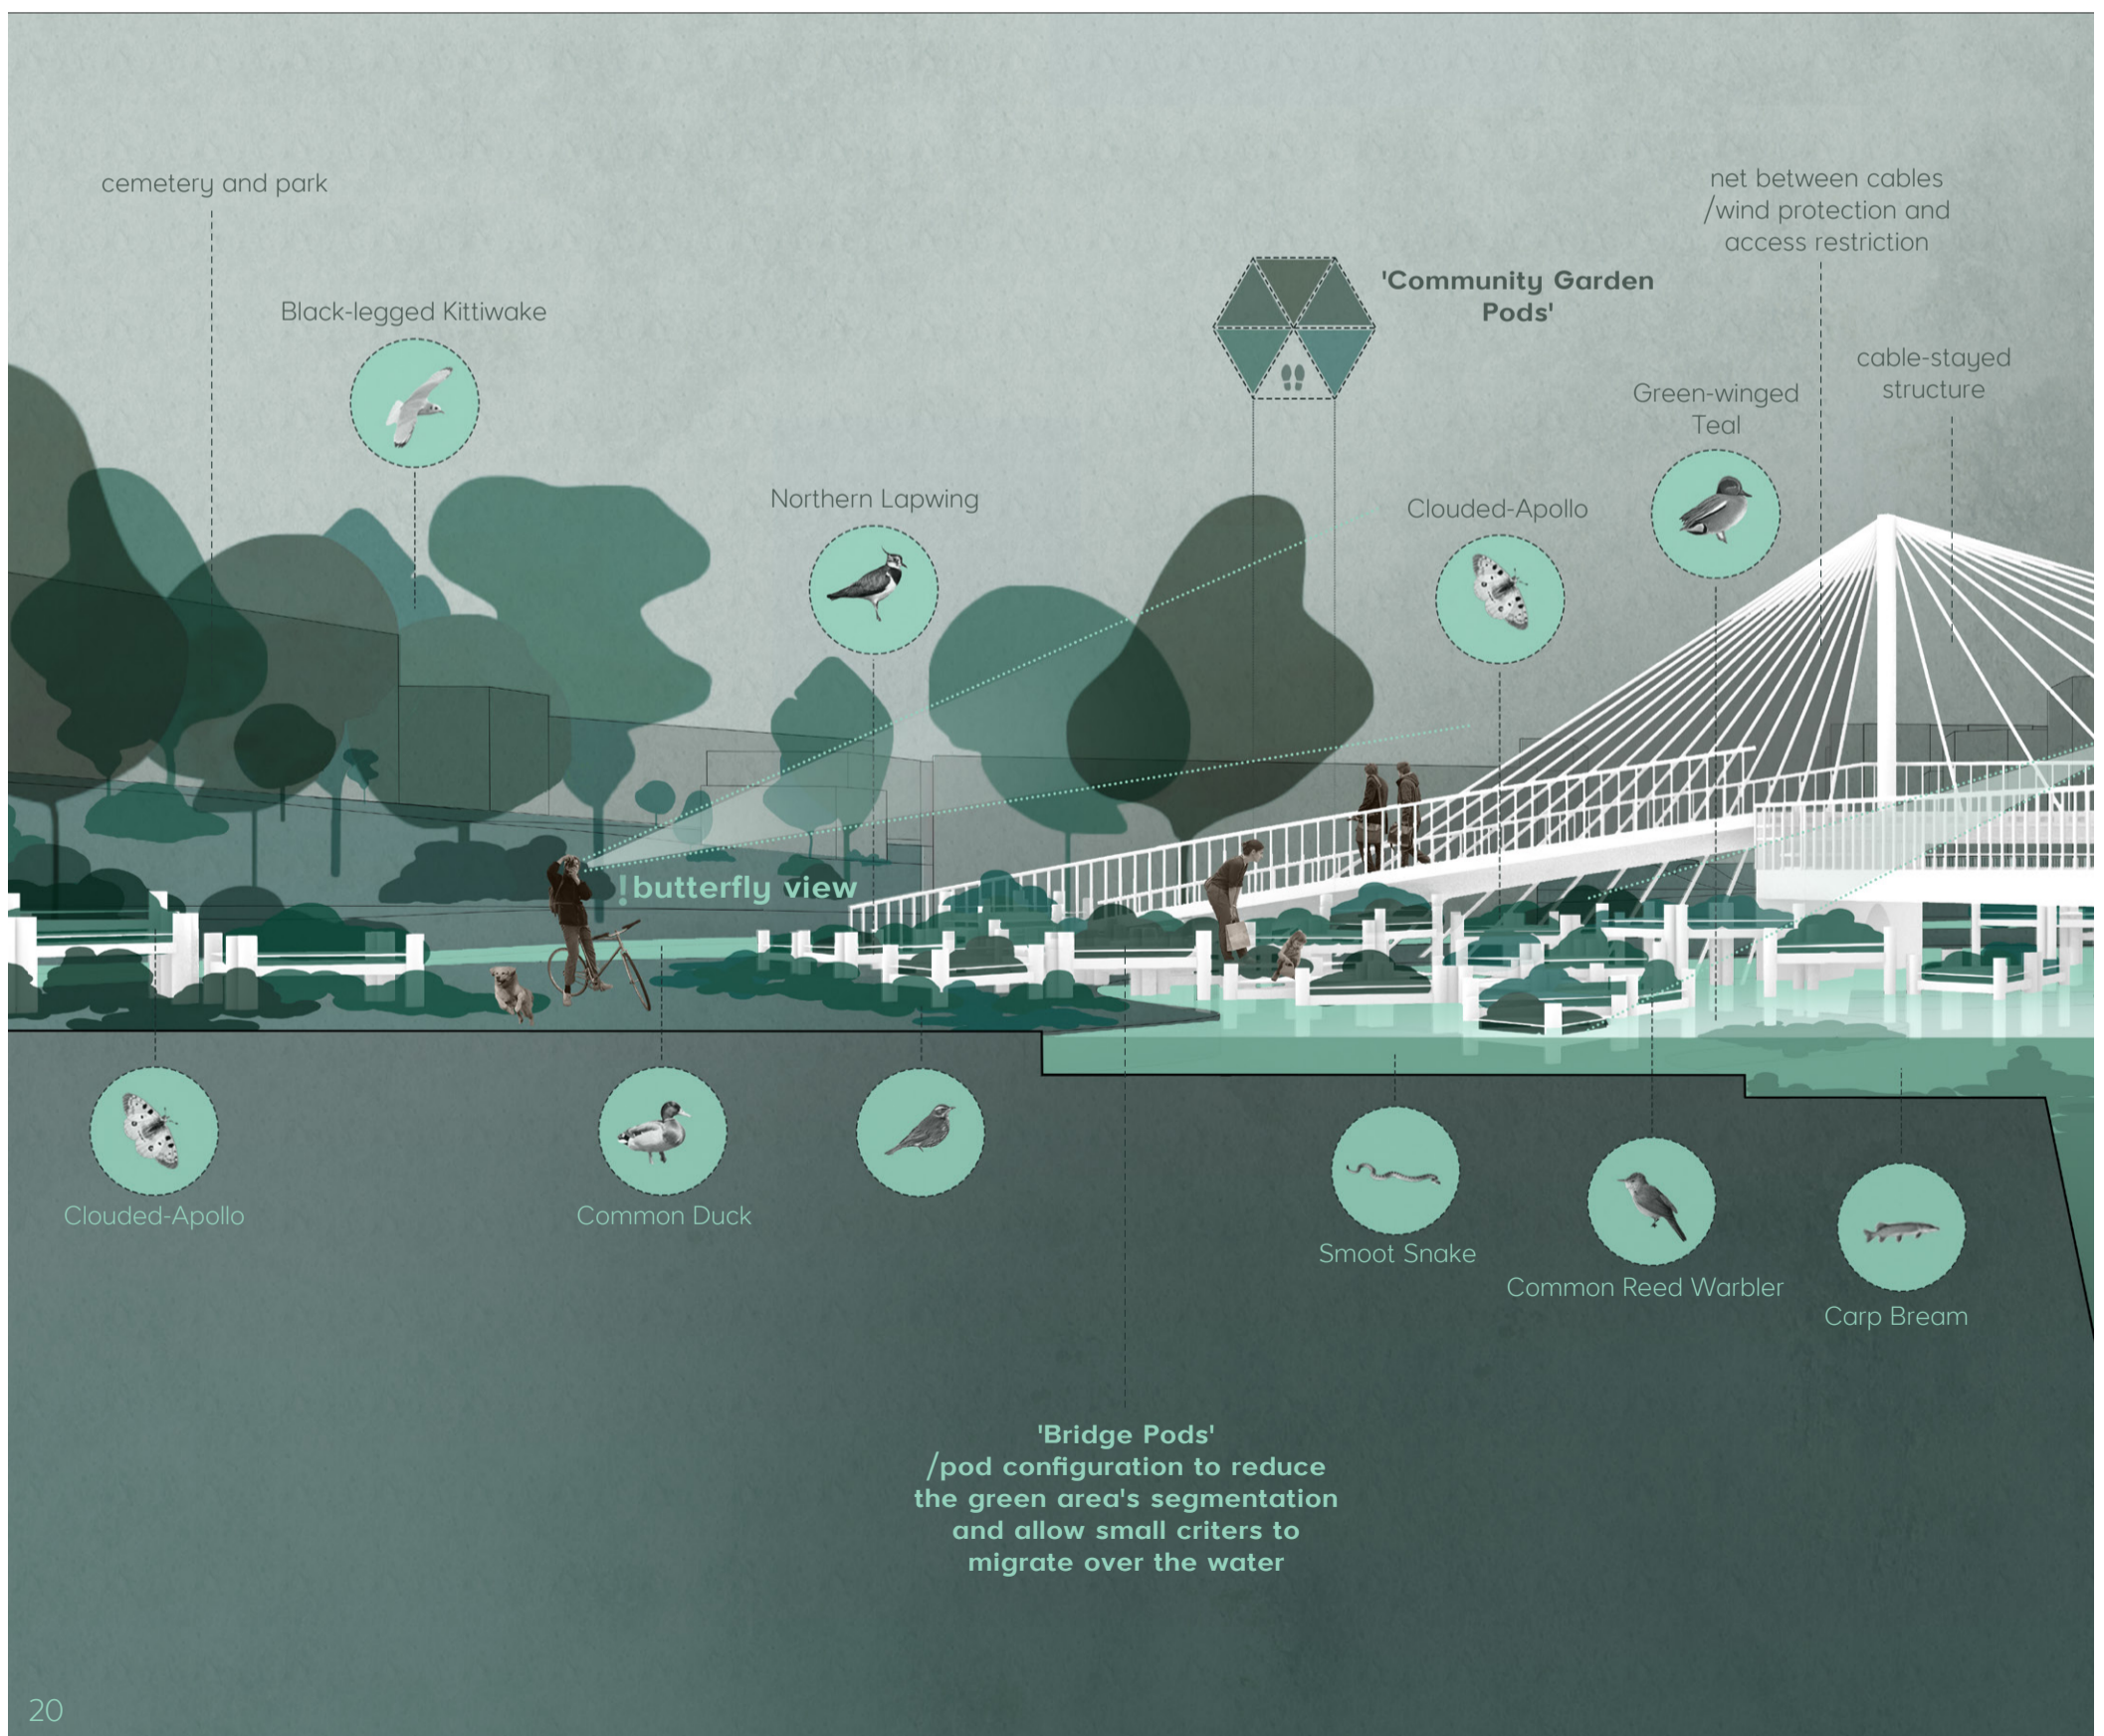 cemetery and park
net between cables
/wind protection and
access restriction
'Community Garden
Pods'
Black-legged Kittiwake
cable-stayed
structure
Green-winged
Teal
Northern Lapwing
Clouded-Apollo
!butterfly view
Clouded-Apollo
Common Duck
Smoot Snake
Common Reed Warbler
Carp Bream
'Bridge Pods'
/pod configuration to reduce
the green area's segmentation
and allow small criters to
migrate over the water
20